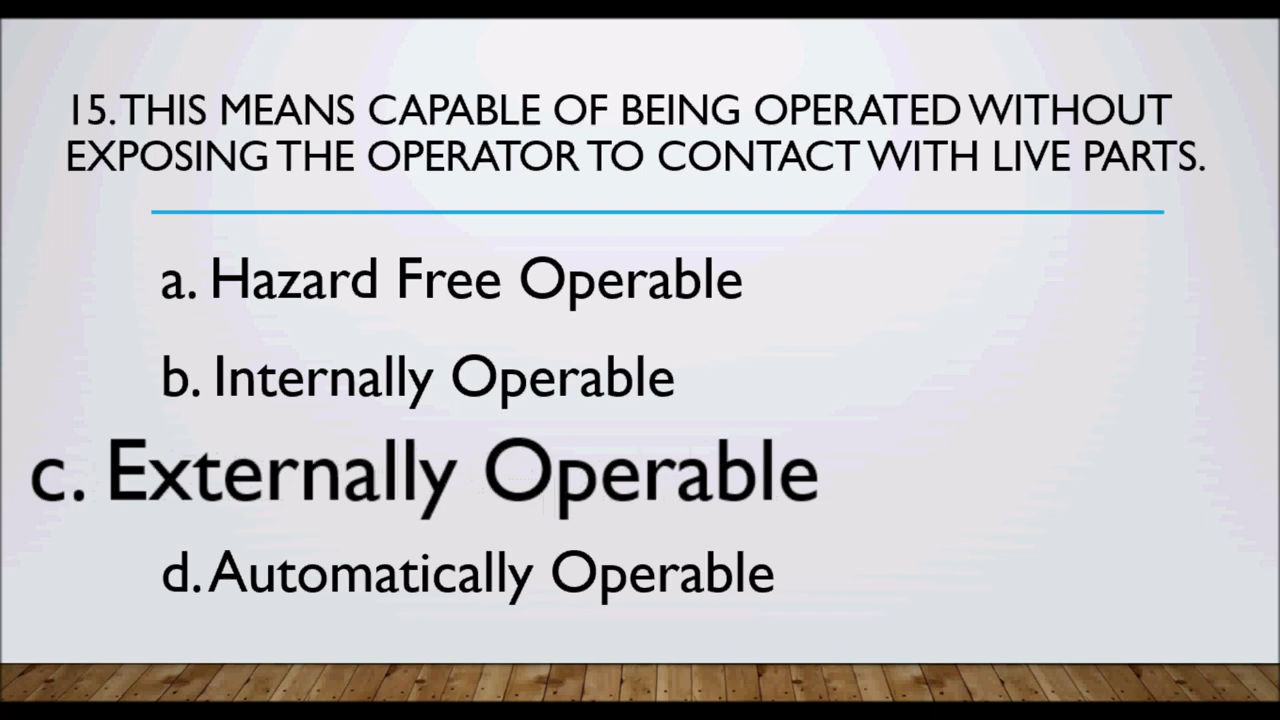 15. THIS MEANS CAPABLE OF BEING OPERATED WITHOUT
EXPOSING THE OPERATOR TO CONTACT WITH LIVE PARTS.
a. Hazard Free Operable
b. Internally Operable
c. Externally Operable
d. Automatically Operable